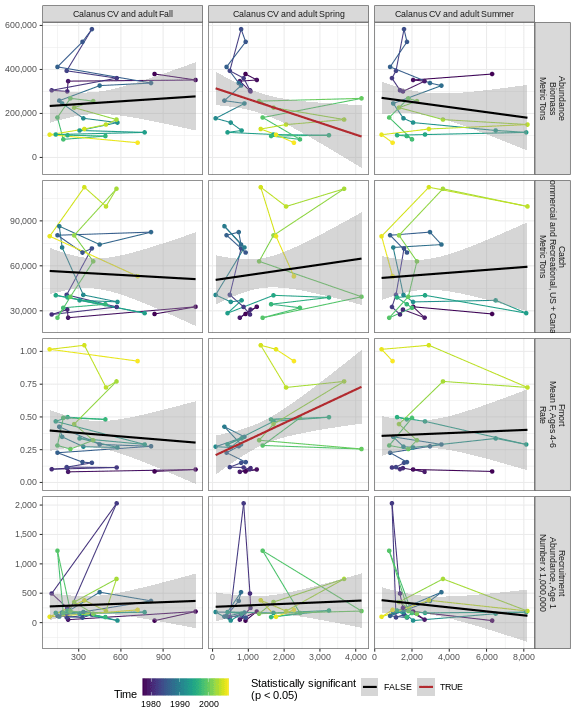 Calanus CV and adult Fall
Calanus CV and adult Spring
Calanus CV and adult Summer
600,000
400,000
200,000
0
Abundance
Biomass
Metric Tons
90,000
60,000
30,000
Catch
ommercial and Recreational, US + Cana
Metric Tons
1.00
0.75
0.50
0.25
0.00
Fmort
Mean F, Ages 4-6
Rate
2,000
1,500
1,000
500
0
Recruitment
Abundance, Age 1
Number x 1,000,000
300 600 900
0 1,000 2,000 3,000 4,000
0 2,000 4,000 6,000 8,000
Time
1980 1990 2000
Statistically significant
(p < 0.05)
FALSE
TRUE